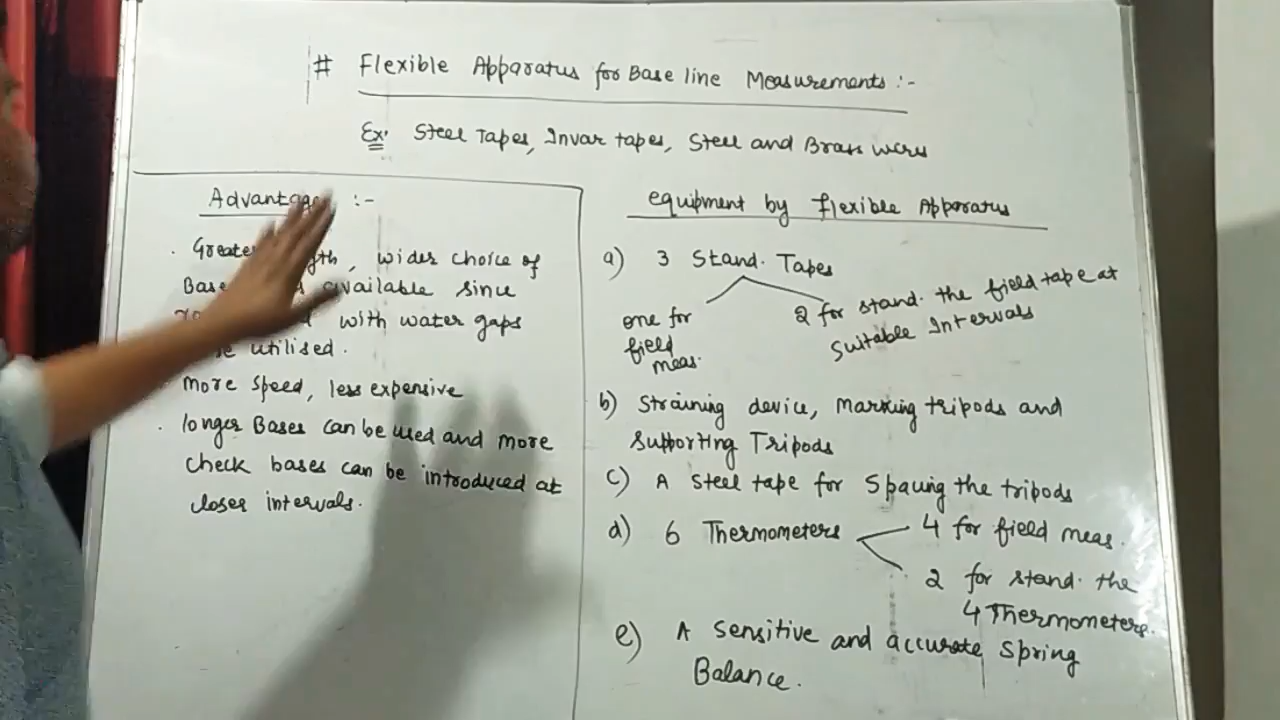 # Flexible Apparatus for Base line Measurements :-
Ex: Steel Tapes, Invar tapes, Steel and Brass wires
Advantages :-
. Greater length, wider choice of
Base available since
with water gaps
be utilised.
more speed, less expensive
. longer Bases can be used and more
check bases can be introduced at
closer intervals.
equipment by flexible Apparatus
a) 3 Stand. Tapes
one for
field
meas.
2 for stand. the field tape at
suitable Intervals
b) Straining device, marking tripods and
Supporting Tripods
c) A Steel tape for Spacing the tripods
d) 6 Thermometers
4 for field meas.
2 for stand. the
4 Thermometers.
e) A Sensitive and accurate Spring
Balance.